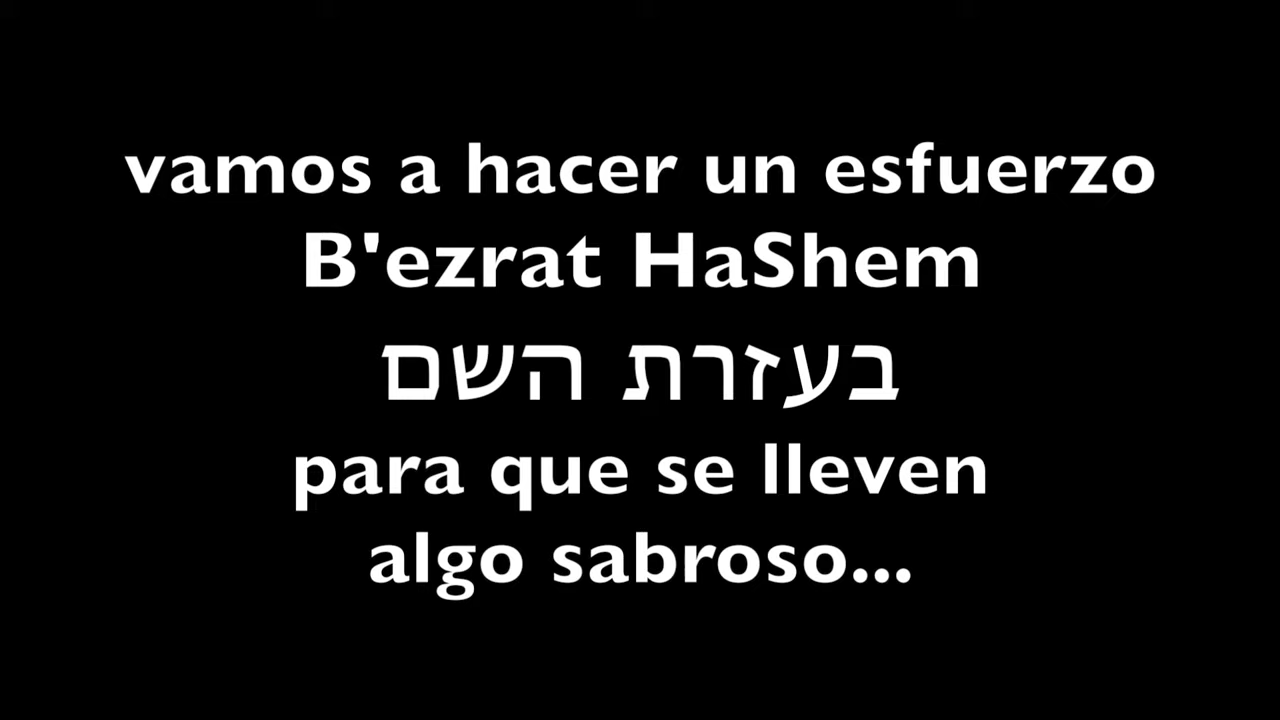 vamos a hacer un esfuerzo
B'ezrat HaShem
בעזרת השם
para que se lleven
algo sabroso...